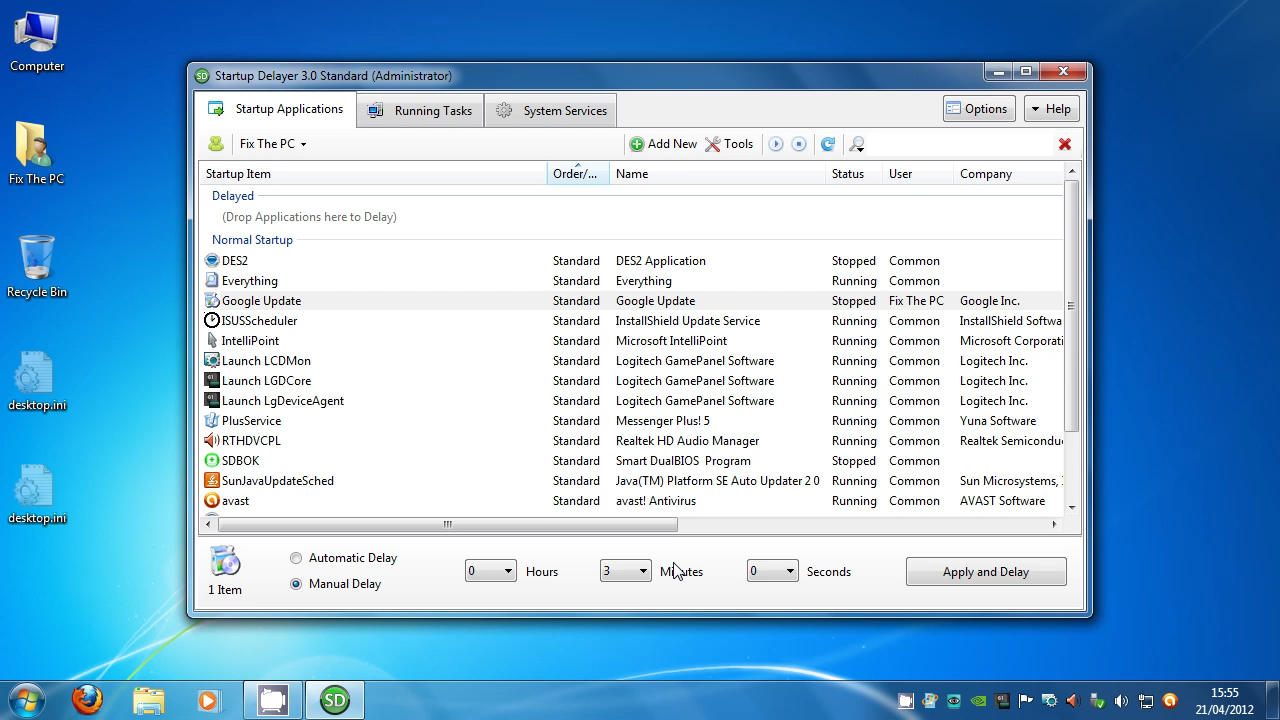 Computer
Fix The PC
Recycle Bin
desktop.ini
desktop.ini
SD Startup Delayer 3.0 Standard (Administrator)
Startup Applications Running Tasks System Services Options Help
Fix The PC Add New Tools
Startup Item Order/... Name Status User Company
Delayed
(Drop Applications here to Delay)
Normal Startup
DES2 Standard DES2 Application Stopped Common
Everything Standard Everything Running Common
Google Update Standard Google Update Stopped Fix The PC Google Inc.
ISUSScheduler Standard InstallShield Update Service Running Common InstallShield Softwa
IntelliPoint Standard Microsoft IntelliPoint Running Common Microsoft Corporati
Launch LCDMon Standard Logitech GamePanel Software Running Common Logitech Inc.
Launch LGDCore Standard Logitech GamePanel Software Running Common Logitech Inc.
Launch LgDeviceAgent Standard Logitech GamePanel Software Running Common Logitech Inc.
PlusService Standard Messenger Plus! 5 Running Common Yuna Software
RTHDVCPL Standard Realtek HD Audio Manager Running Common Realtek Semicondu
SDBOK Standard Smart DualBIOS Program Stopped Common
SunJavaUpdateSched Standard Java(TM) Platform SE Auto Updater 2 0 Running Common Sun Microsystems,
avast Standard avast! Antivirus Running Common AVAST Software
Automatic Delay
Manual Delay
0 Hours 3 Minutes 0 Seconds Apply and Delay
1 Item
SD
15:55
21/04/2012